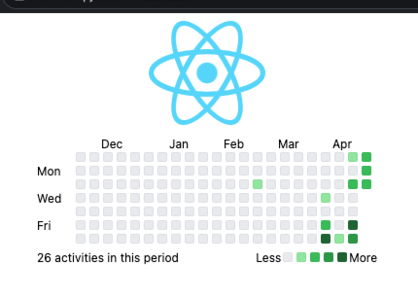 Dec Jan Feb Mar Apr
Mon
Wed
Fri
26 activities in this period Less More